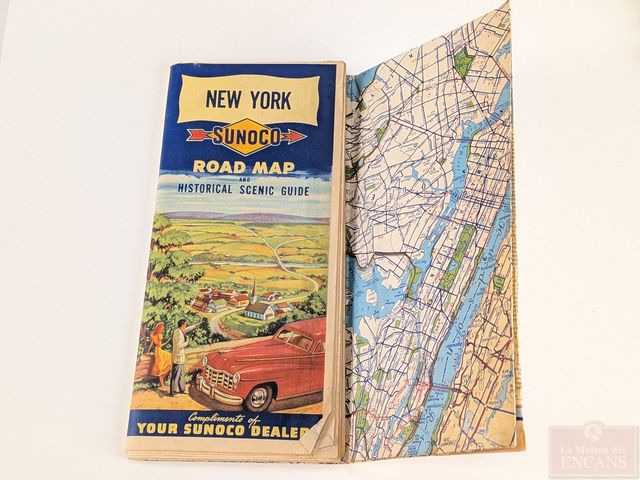 NEW YORK
SUNOCO
ROAD MAP
AND
HISTORICAL SCENIC GUIDE
Compliments of
YOUR SUNOCO DEALER
La Maison des
ENCANS